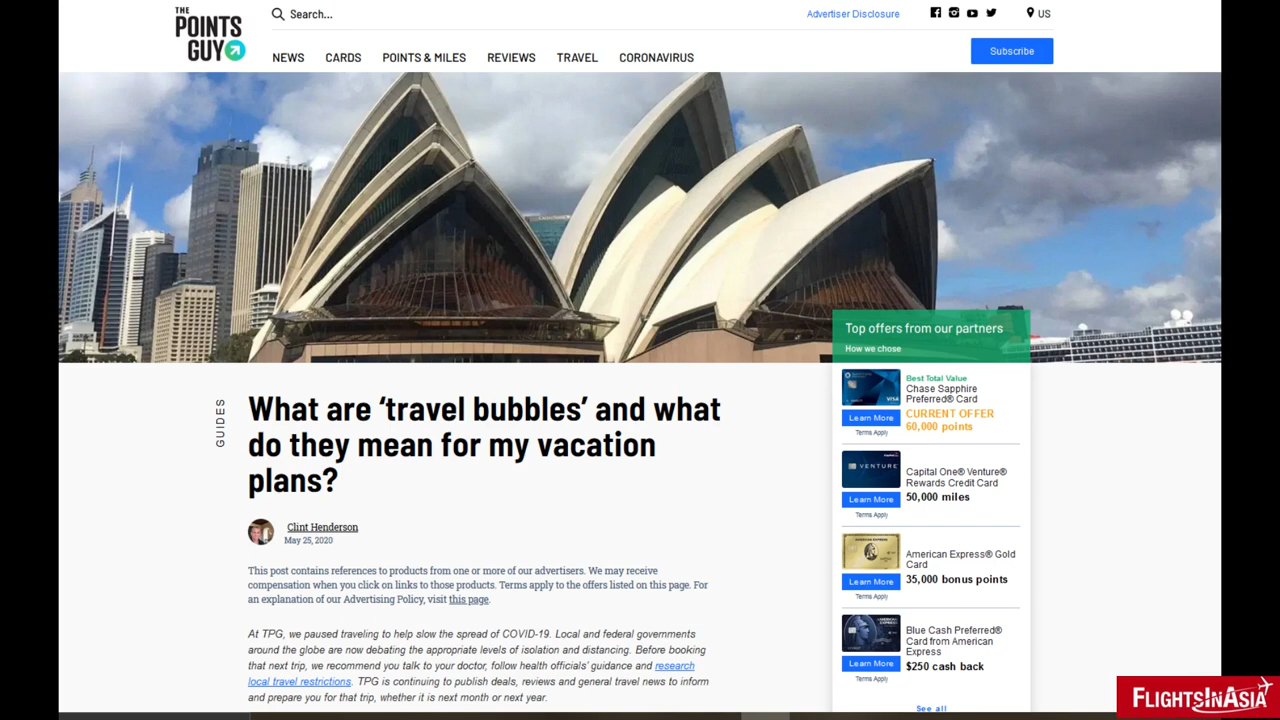 THE
POINTS
GUY
Search...
Advertiser Disclosure
US
NEWS
CARDS
POINTS & MILES
REVIEWS
TRAVEL
CORONAVIRUS
Subscribe
GUIDES
What are ‘travel bubbles’ and what
do they mean for my vacation
plans?
Clint Henderson
May 25, 2020
This post contains references to products from one or more of our advertisers. We may receive
compensation when you click on links to those products. Terms apply to the offers listed on this page. For
an explanation of our Advertising Policy, visit this page.
At TPG, we paused traveling to help slow the spread of COVID-19. Local and federal governments
around the globe are now debating the appropriate levels of isolation and distancing. Before booking
that next trip, we recommend you talk to your doctor, follow health officials’ guidance and research
local travel restrictions. TPG is continuing to publish deals, reviews and general travel news to inform
and prepare you for that trip, whether it is next month or next year.
Top offers from our partners
How we chose
Best Total Value
Chase Sapphire
Preferred® Card
CURRENT OFFER
60,000 points
VISA
Learn More
Terms Apply
VENTURE
Capital One® Venture®
Rewards Credit Card
50,000 miles
Learn More
Terms Apply
American Express® Gold
Card
35,000 bonus points
Learn More
Terms Apply
Blue Cash Preferred®
Card from American
Express
$250 cash back
Learn More
Terms Apply
See all
FLIGHTSINASIA